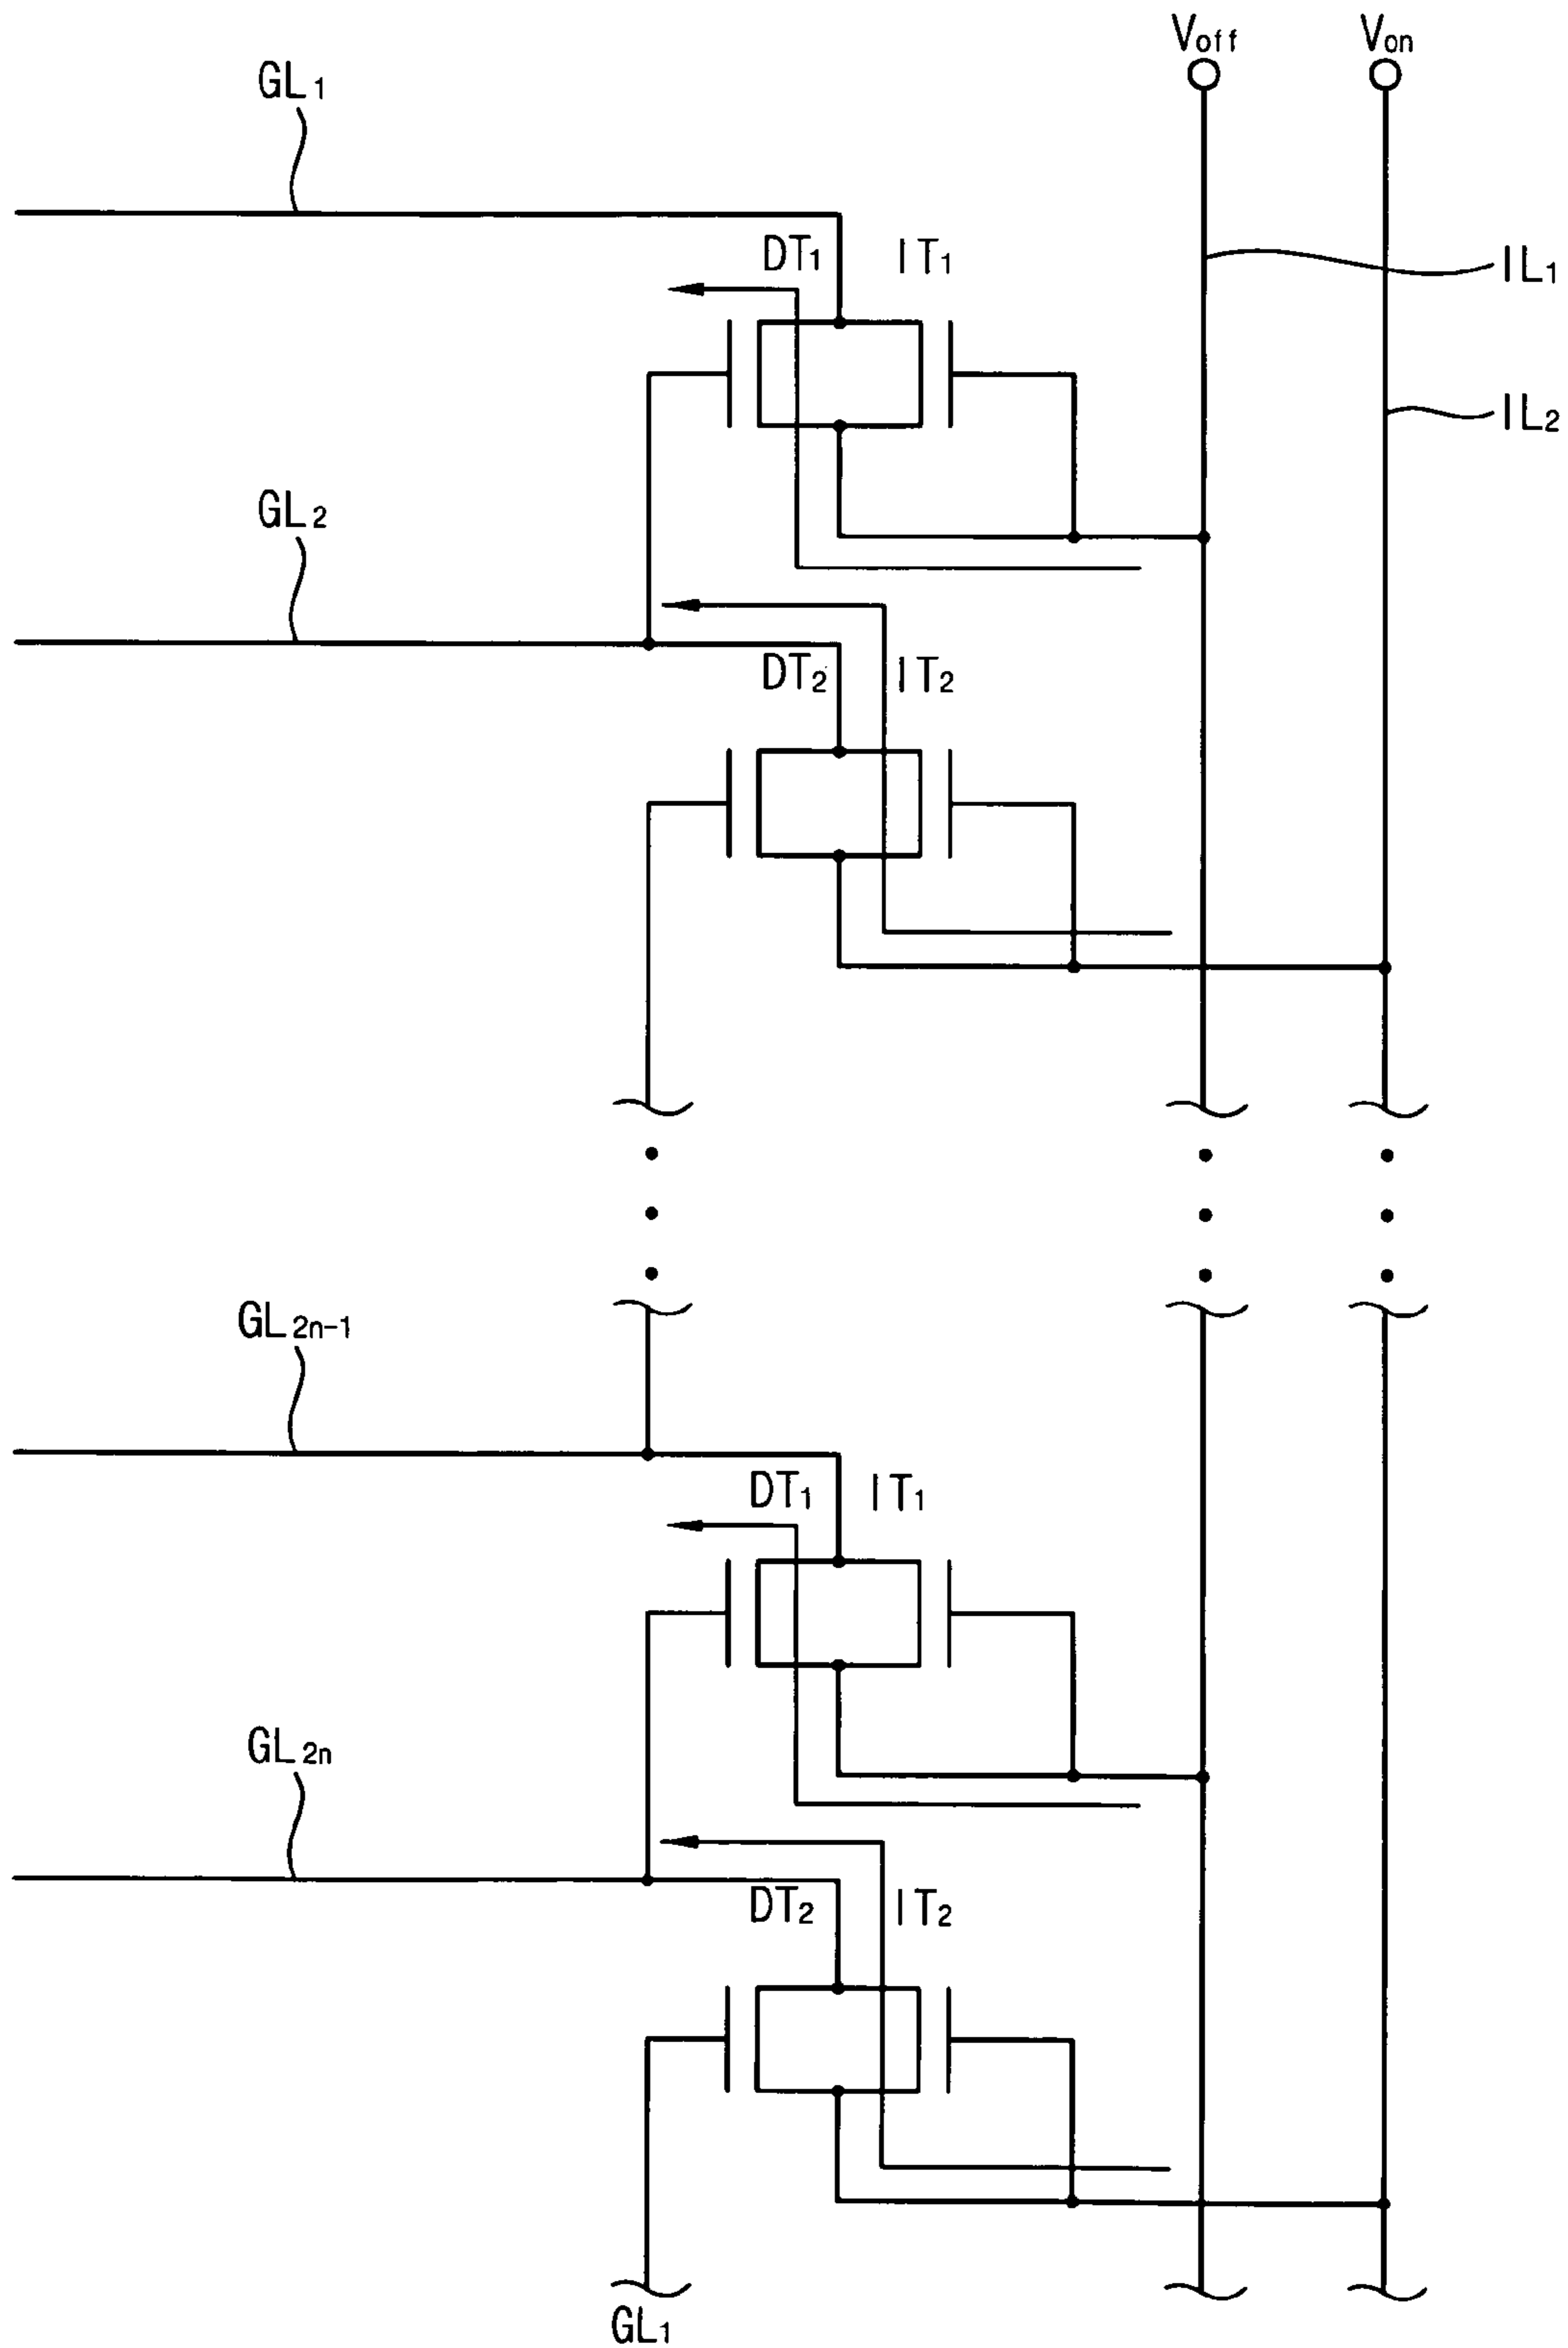 Voff Von
GL1
DT1 IT1
IL1
IL2
GL2
DT2 IT2
GL2n-1
DT1 IT1
GL2n
DT2 IT2
GL1